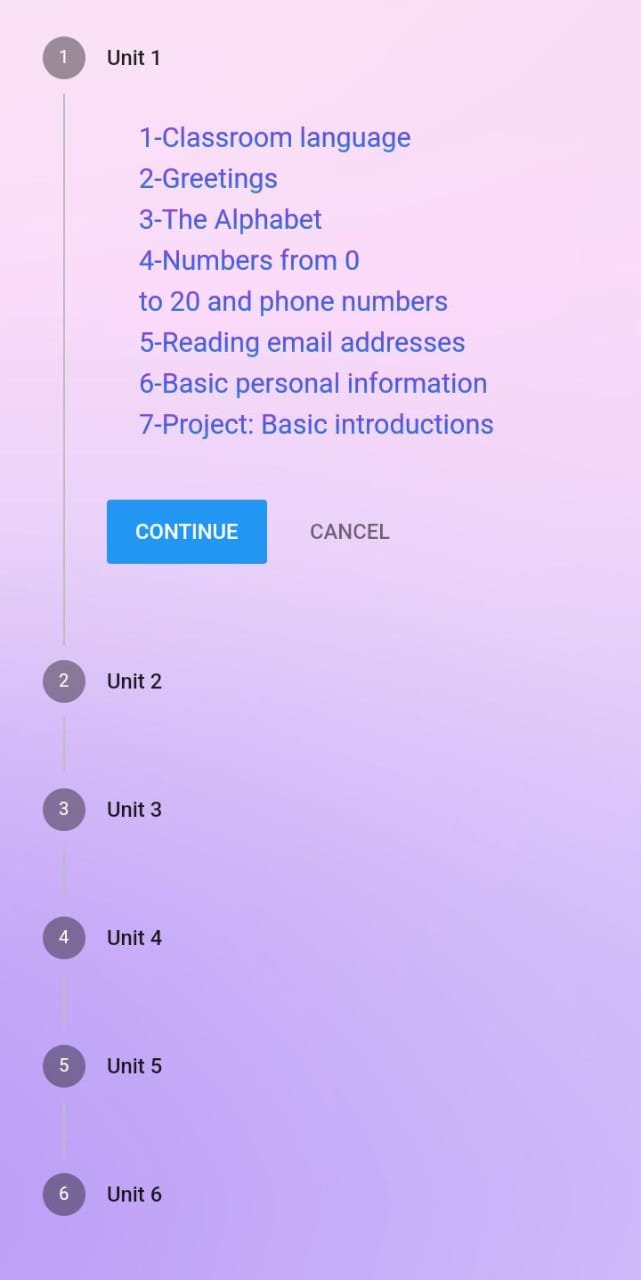 1 Unit 1
1-Classroom language
2-Greetings
3-The Alphabet
4-Numbers from 0
to 20 and phone numbers
5-Reading email addresses
6-Basic personal information
7-Project: Basic introductions
CONTINUE CANCEL
2 Unit 2
3 Unit 3
4 Unit 4
5 Unit 5
6 Unit 6